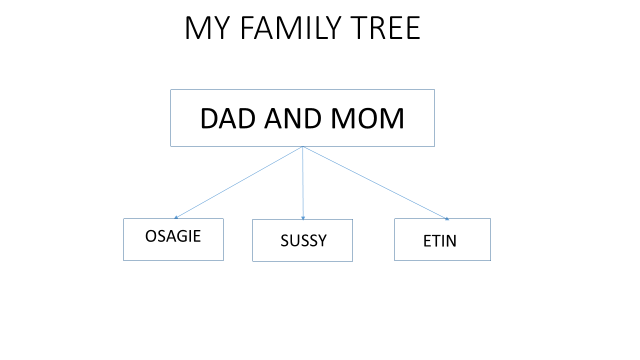 MY FAMILY TREE
DAD AND MOM
OSAGIE
SUSSY
ETIN